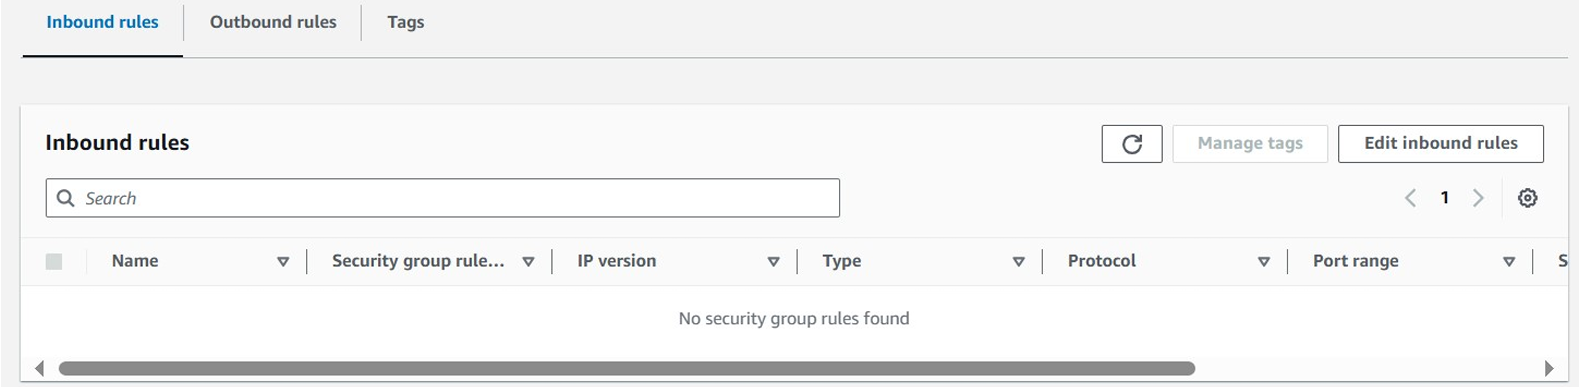 Inbound rules Outbound rules Tags
Inbound rules
Manage tags Edit inbound rules
Search
1
Name Security group rule... IP version Type Protocol Port range S
No security group rules found